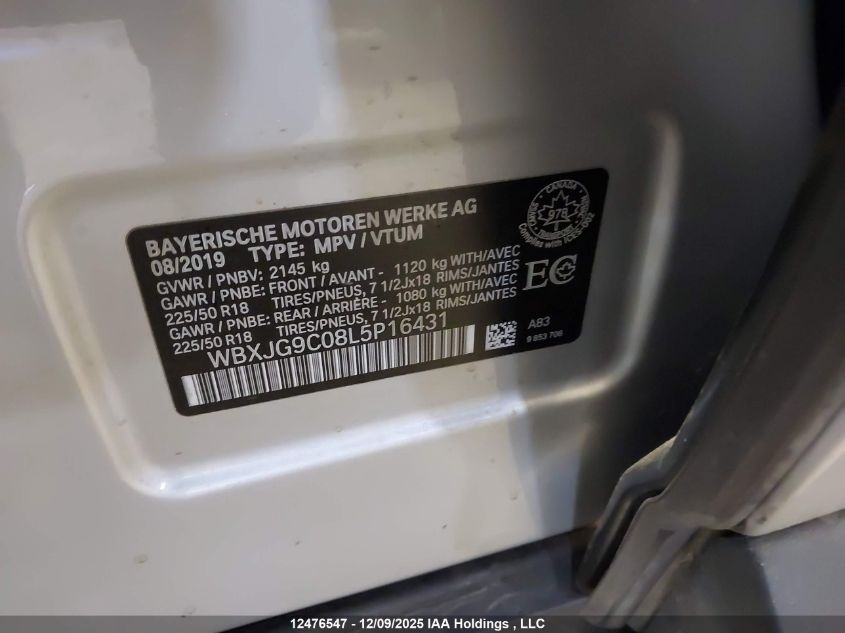 BAYERISCHE MOTOREN WERKE AG
08/2019 TYPE: MPV / VTUM
GVWR / PNBV: 2145 kg
GAWR / PNBE: FRONT / AVANT - 1120 kg WITH/AVEC
225/50 R18 TIRES/PNEUS, 7 1/2Jx18 RIMS/JANTES
GAWR / PNBE: REAR / ARRIÈRE - 1080 kg WITH/AVEC
225/50 R18 TIRES/PNEUS, 7 1/2Jx18 RIMS/JANTES
WBXJG9C08L5P16431
CANADA
978
EC
A83
9 853 706
12476547 - 12/09/2025 IAA Holdings , LLC